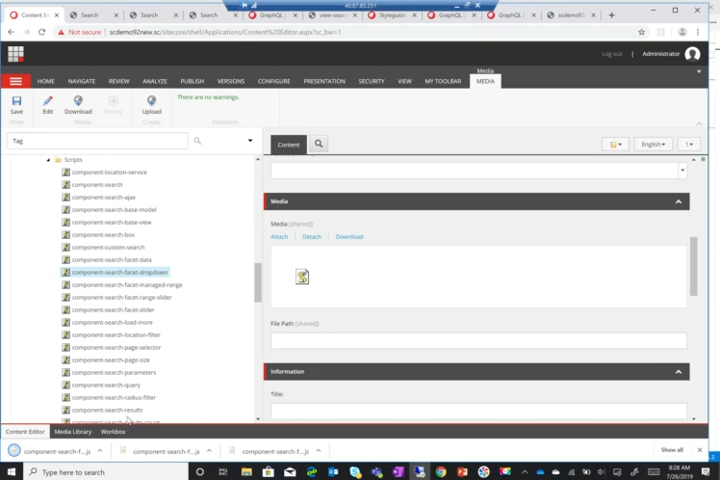 40.87.85.251
Content Ed
Search
Search
Search
GraphQL |
view-sourc
Styleguide
GraphQL |
GraphQL |
scdemo92
Not secure | scdemo92new.sc/sitecore/shell/Applications/Content%20Editor.aspx?sc_bw=1
Log out | Administrator
Media
HOME NAVIGATE REVIEW ANALYZE PUBLISH VERSIONS CONFIGURE PRESENTATION SECURITY VIEW MY TOOLBAR MEDIA
There are no warnings.
Save Edit Download Deploy Upload
Write Media Create
Tag
Content
English
1
Scripts
component-location-service
component-search
component-search-ajax
component-search-base-model
component-search-base-view
component-search-box
component-custom-search
component-search-facet-data
component-search-facet-dropdown
component-search-facet-managed-range
component-search-facet-range-slider
component-search-facet-slider
component-search-load-more
component-search-location-filter
component-search-page-selector
component-search-page-size
component-search-parameters
component-search-query
component-search-radius-filter
component-search-results
Media
Media [shared]:
Attach Detach Download
File Path [shared]:
Information
Title:
Content Editor Media Library Workbox
component-search-f....js
component-search-f....js
component-search-f....js
Show all
Type here to search
8:28 AM
7/26/2019